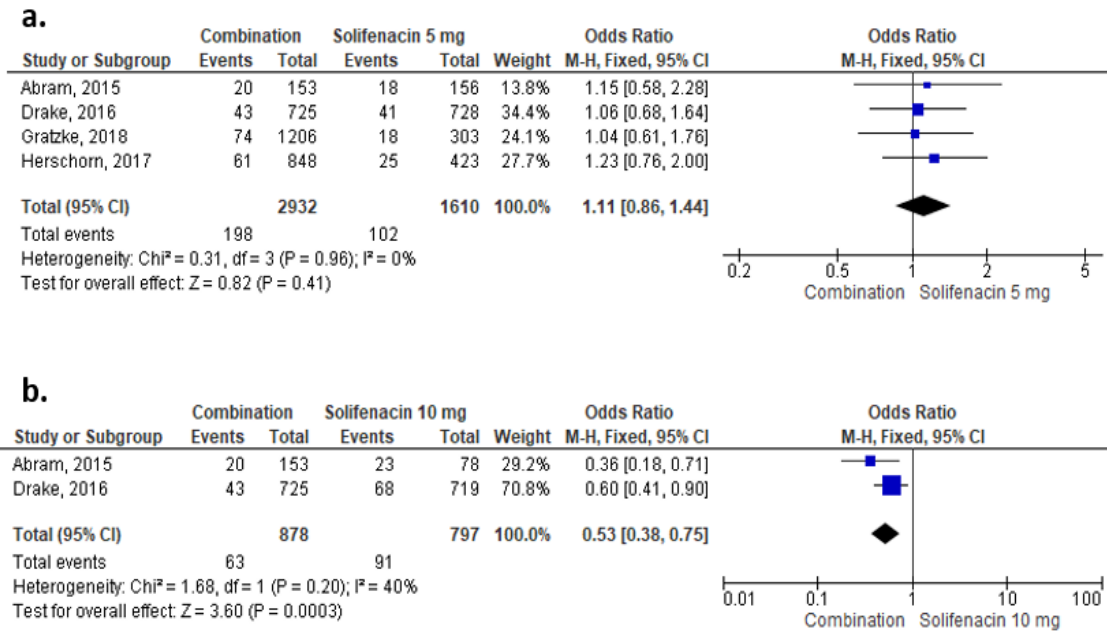 a.
Combination Solifenacin 5 mg Odds Ratio Odds Ratio
Study or Subgroup Events Total Events Total Weight M-H, Fixed, 95% CI M-H, Fixed, 95% CI
Abram, 2015 20 153 18 156 13.8% 1.15 [0.58, 2.28]
Drake, 2016 43 725 41 728 34.4% 1.06 [0.68, 1.64]
Gratzke, 2018 74 1206 18 303 24.1% 1.04 [0.61, 1.76]
Herschorn, 2017 61 848 25 423 27.7% 1.23 [0.76, 2.00]
Total (95% CI) 2932 1610 100.0% 1.11 [0.86, 1.44]
Total events 198 102
Heterogeneity: Chi² = 0.31, df = 3 (P = 0.96); I² = 0%
Test for overall effect: Z = 0.82 (P = 0.41)
0.2 0.5 1 2 5
Combination Solifenacin 5 mg
b.
Combination Solifenacin 10 mg Odds Ratio Odds Ratio
Study or Subgroup Events Total Events Total Weight M-H, Fixed, 95% CI M-H, Fixed, 95% CI
Abram, 2015 20 153 23 78 29.2% 0.36 [0.18, 0.71]
Drake, 2016 43 725 68 719 70.8% 0.60 [0.41, 0.90]
Total (95% CI) 878 797 100.0% 0.53 [0.38, 0.75]
Total events 63 91
Heterogeneity: Chi² = 1.68, df = 1 (P = 0.20); I² = 40%
Test for overall effect: Z = 3.60 (P = 0.0003)
0.01 0.1 1 10 100
Combination Solifenacin 10 mg